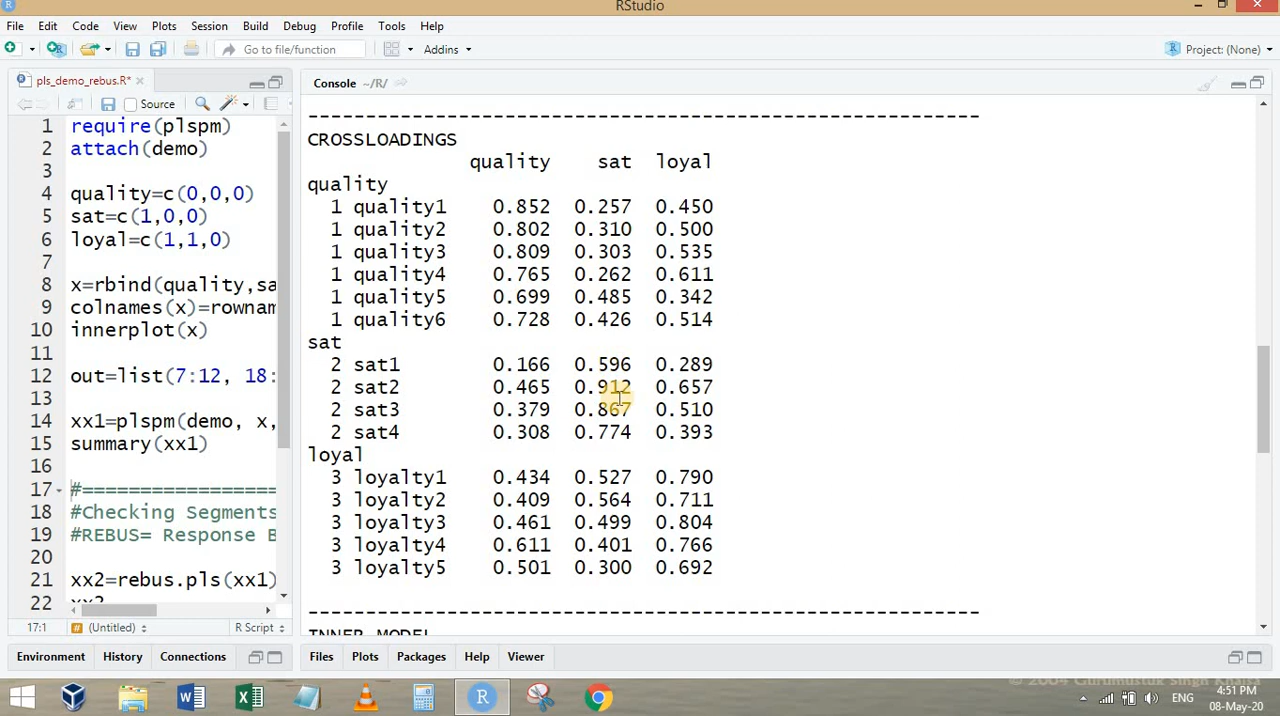 RStudio
File Edit Code View Plots Session Build Debug Profile Tools Help
Go to file/function Addins Project: (None)
pls_demo_rebus.R* Console ~/R/
Source
1 require(plspm)
2 attach(demo)
3
4 quality=c(0,0,0)
5 sat=c(1,0,0)
6 loyal=c(1,1,0)
7
8 x=rbind(quality,sa
9 colnames(x)=rownam
10 innerplot(x)
11
12 out=list(7:12, 18:
13
14 xx1=plspm(demo, x,
15 summary(xx1)
16
17 #=================
18 #Checking Segments
19 #REBUS= Response B
20
21 xx2=rebus.pls(xx1)
22 xx2
17:1 (Untitled) R Script
----------------------------------------------------------
CROSSLOADINGS
quality sat loyal
quality
1 quality1 0.852 0.257 0.450
1 quality2 0.802 0.310 0.500
1 quality3 0.809 0.303 0.535
1 quality4 0.765 0.262 0.611
1 quality5 0.699 0.485 0.342
1 quality6 0.728 0.426 0.514
sat
2 sat1 0.166 0.596 0.289
2 sat2 0.465 0.912 0.657
2 sat3 0.379 0.867 0.510
2 sat4 0.308 0.774 0.393
loyal
3 loyalty1 0.434 0.527 0.790
3 loyalty2 0.409 0.564 0.711
3 loyalty3 0.461 0.499 0.804
3 loyalty4 0.611 0.401 0.766
3 loyalty5 0.501 0.300 0.692
----------------------------------------------------------
INNER MODEL
Environment History Connections Files Plots Packages Help Viewer
© 2004 Gurumustuk Singh Khalsa
ENG 4:51 PM
08-May-20